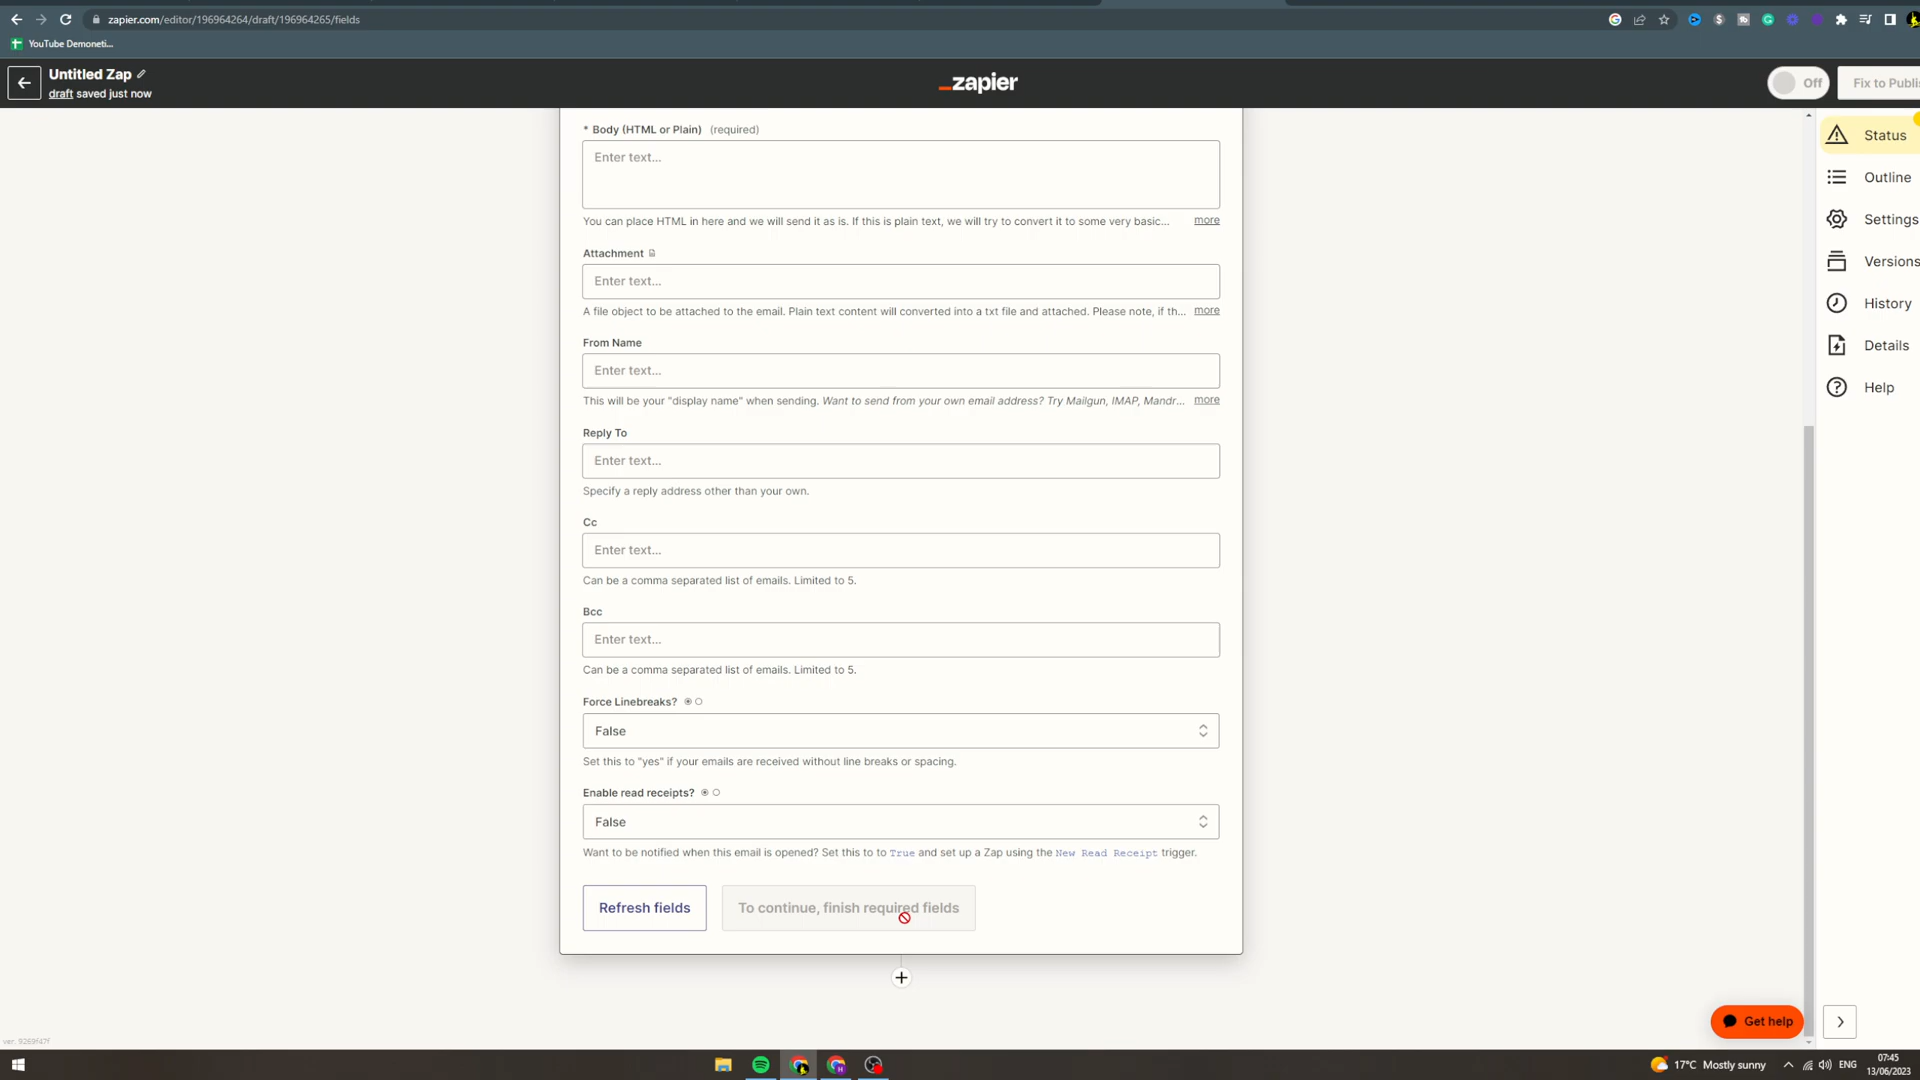 zapier.com/editor/196964264/draft/196964265/fields
YouTube Demoneti...
Untitled Zap
draft saved just now
zapier
Off
Fix to Publi
* Body (HTML or Plain) (required)
Enter text...
You can place HTML in here and we will send it as is. If this is plain text, we will try to convert it to some very basic... more
Attachment
Enter text...
A file object to be attached to the email. Plain text content will converted into a txt file and attached. Please note, if th... more
From Name
Enter text...
This will be your "display name" when sending. Want to send from your own email address? Try Mailgun, IMAP, Mandr... more
Reply To
Enter text...
Specify a reply address other than your own.
Cc
Enter text...
Can be a comma separated list of emails. Limited to 5.
Bcc
Enter text...
Can be a comma separated list of emails. Limited to 5.
Force Linebreaks?
False
Set this to "yes" if your emails are received without line breaks or spacing.
Enable read receipts?
False
Want to be notified when this email is opened? Set this to to True and set up a Zap using the New Read Receipt trigger.
Refresh fields
To continue, finish required fields
Status
Outline
Settings
Versions
History
Details
Help
Get help
ver. 9269f47f
17°C Mostly sunny
ENG
07:45
13/06/2023